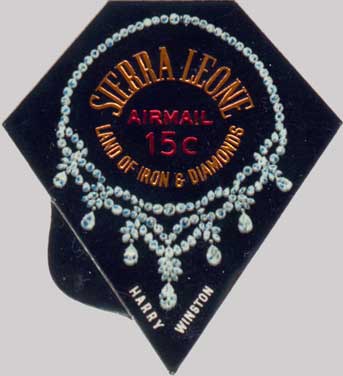 SIERRA LEONE
AIRMAIL
15c
LAND OF IRON & DIAMONDS
HARRY
WINSTON